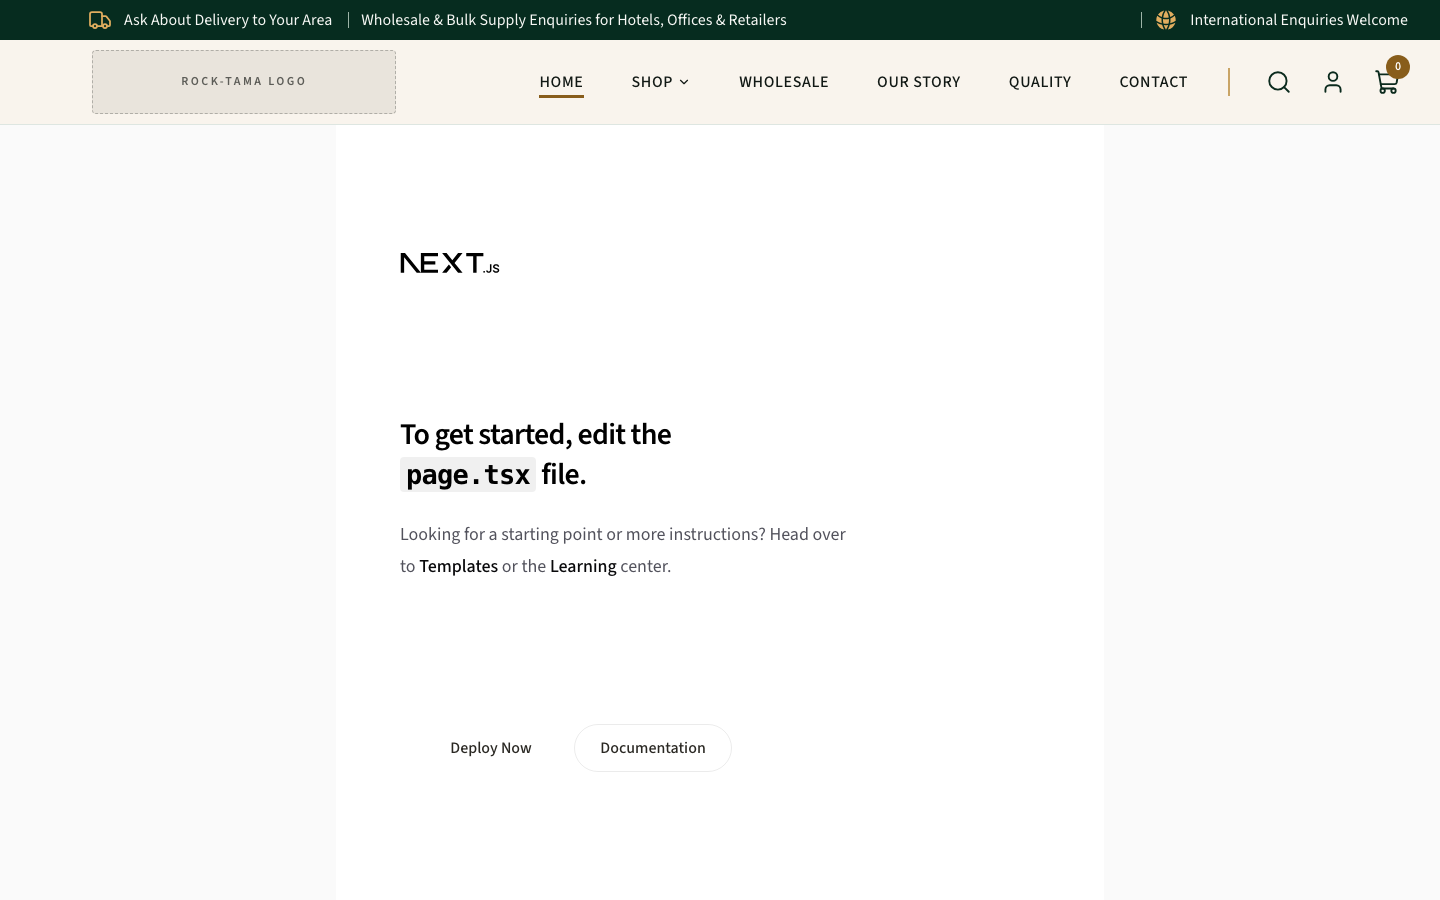 Ask About Delivery to Your Area
Wholesale & Bulk Supply Enquiries for Hotels, Offices & Retailers
International Enquiries Welcome
ROCK-TAMA LOGO
HOME
SHOP
WHOLESALE
OUR STORY
QUALITY
CONTACT
0
NEXT.JS
To get started, edit the
page.tsx file.
Looking for a starting point or more instructions? Head over
to Templates or the Learning center.
Deploy Now
Documentation